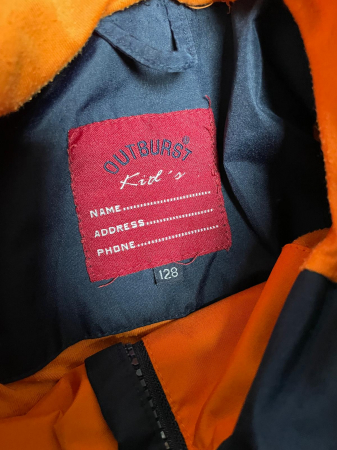 OUTBURST®
Kid's
NAME........................
ADDRESS..................
PHONE......................
128